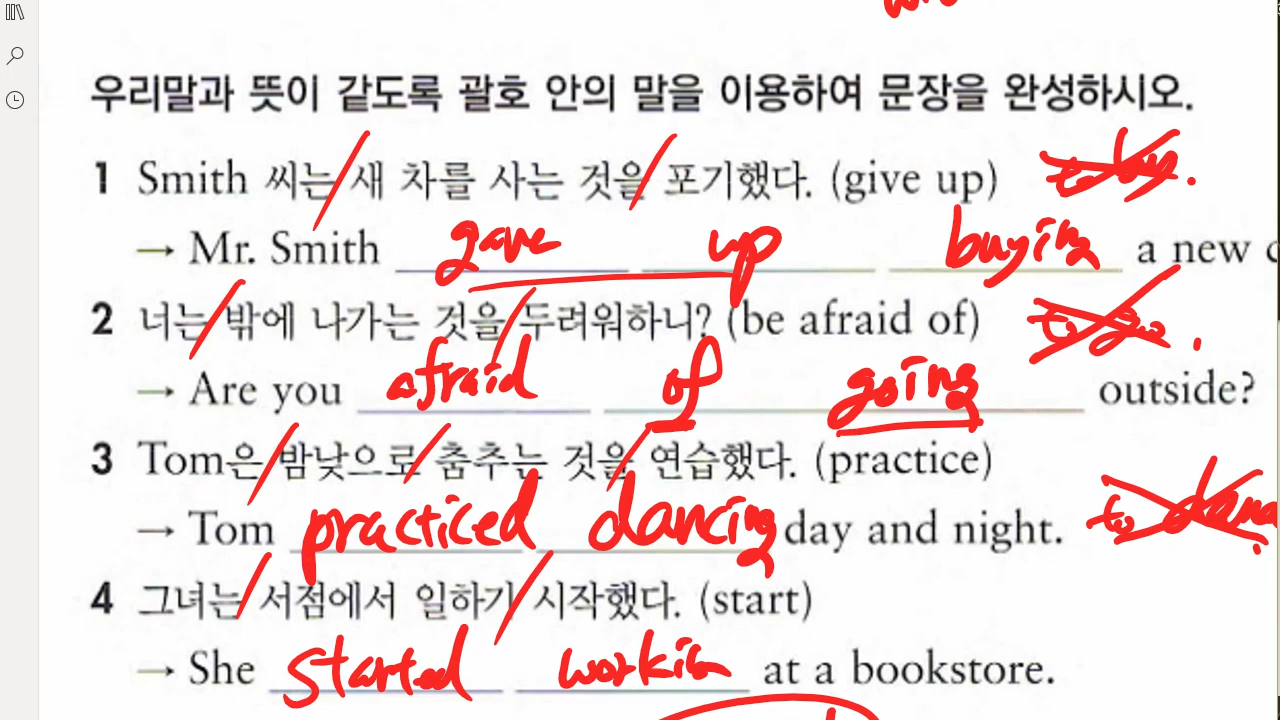 우리말과 뜻이 같도록 괄호 안의 말을 이용하여 문장을 완성하시오.
1 Smith 씨는 새 차를 사는 것을 포기했다. (give up) to buy.
→ Mr. Smith gave up buying a new
2 너는 밖에 나가는 것을 두려워하니? (be afraid of) to go.
→ Are you afraid of going outside?
3 Tom은 밤낮으로 춤추는 것을 연습했다. (practice)
→ Tom practiced dancing day and night. to
4 그녀는 서점에서 일하기 시작했다. (start)
→ She started workin at a bookstore.